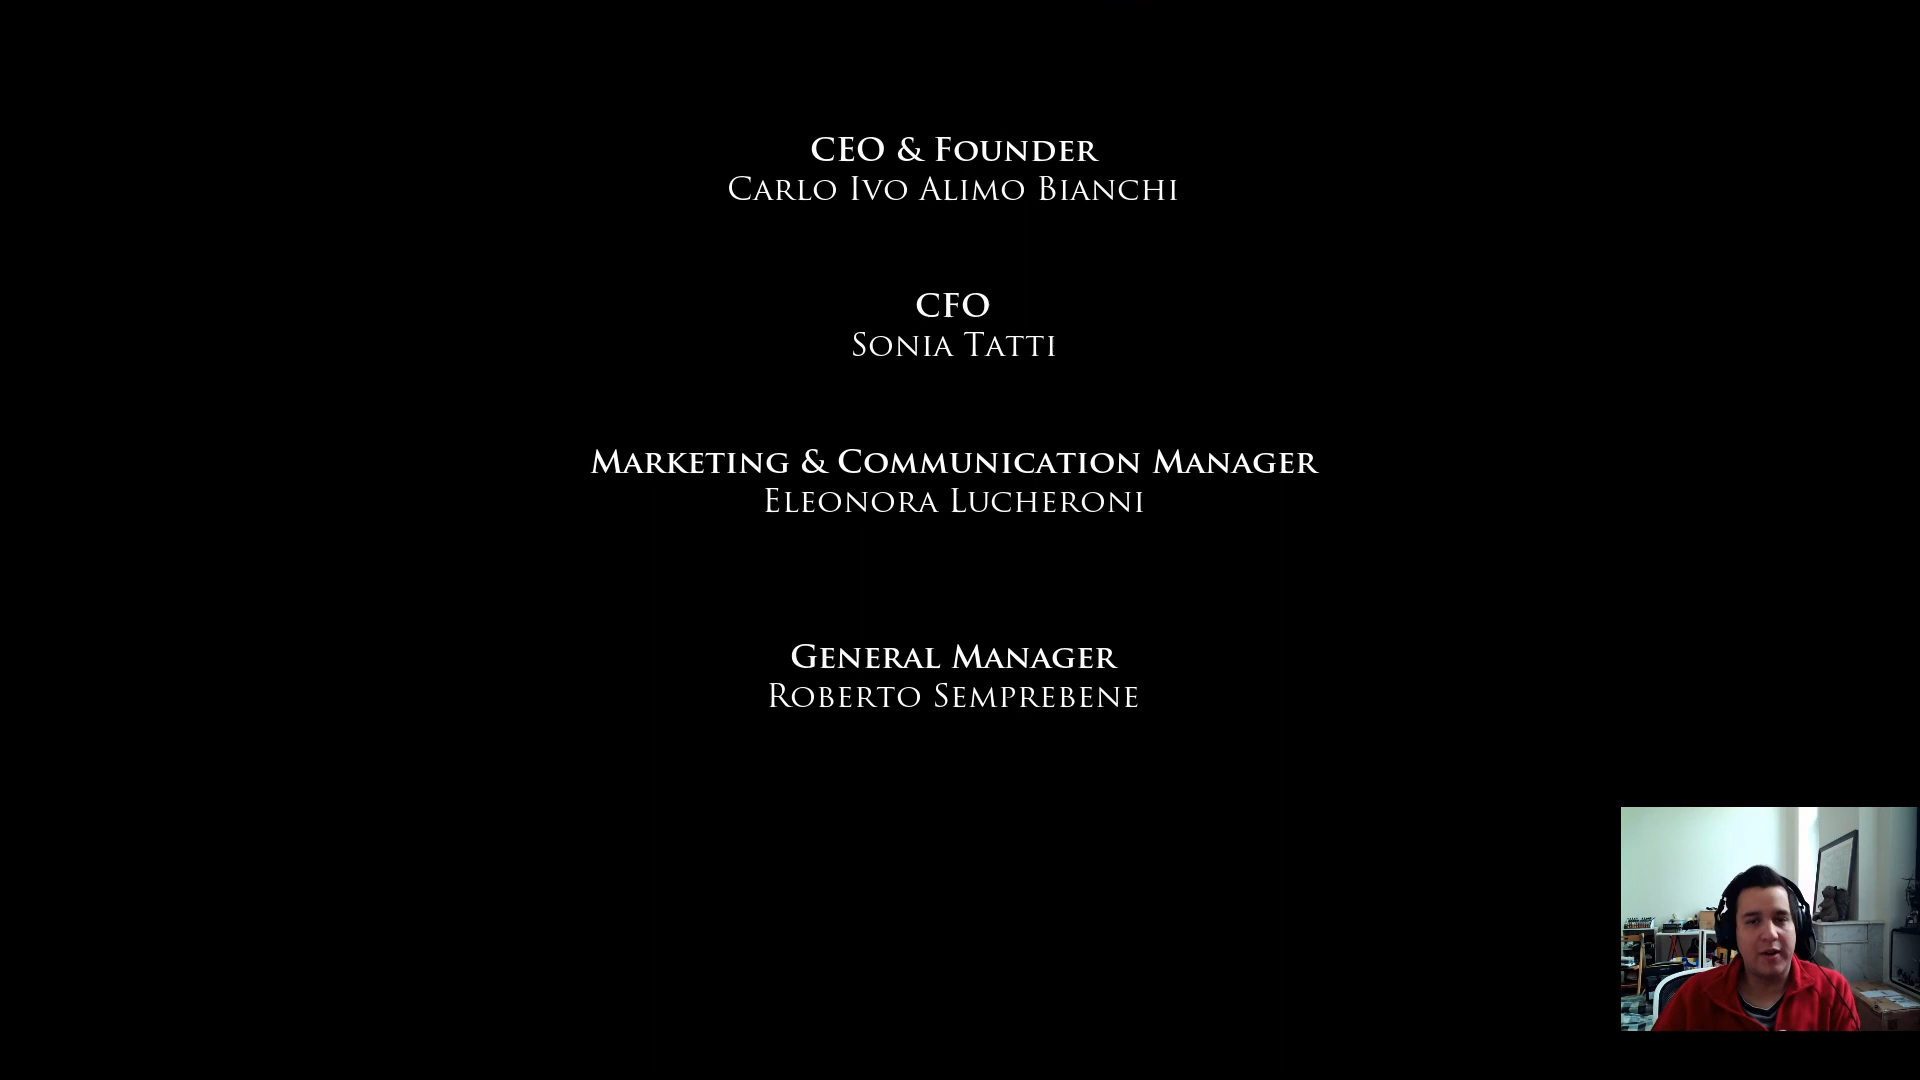 CEO & Founder
Carlo Ivo Alimo Bianchi
CFO
Sonia Tatti
Marketing & Communication Manager
Eleonora Lucheroni
General Manager
Roberto Semprebene